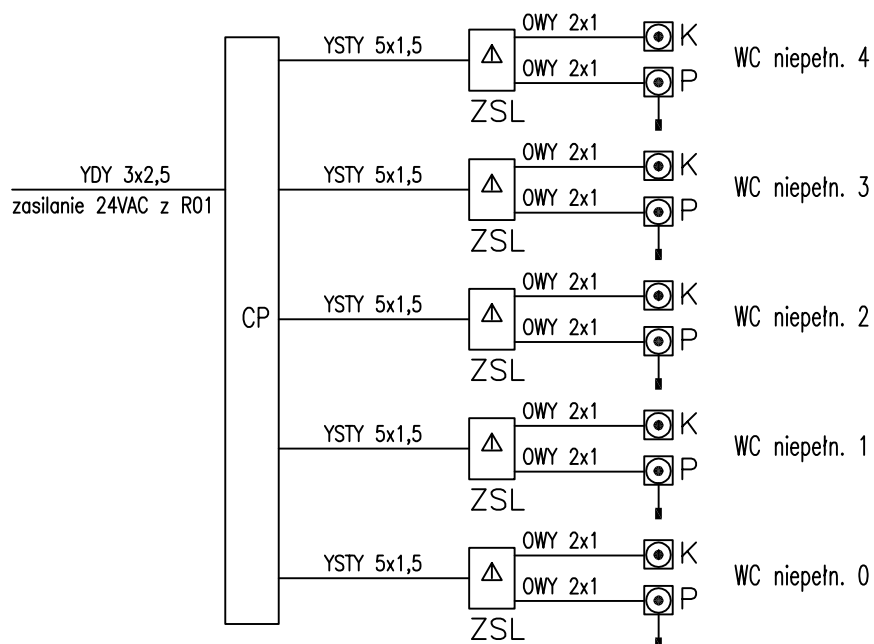 OWY 2x1
K
YSTY 5x1,5
OWY 2x1
P
ZSL
WC niepełn. 4
YDY 3x2,5
zasilanie 24VAC z R01
OWY 2x1
K
YSTY 5x1,5
OWY 2x1
P
ZSL
WC niepełn. 3
CP
OWY 2x1
K
YSTY 5x1,5
OWY 2x1
P
ZSL
WC niepełn. 2
OWY 2x1
K
YSTY 5x1,5
OWY 2x1
P
ZSL
WC niepełn. 1
OWY 2x1
K
YSTY 5x1,5
OWY 2x1
P
ZSL
WC niepełn. 0